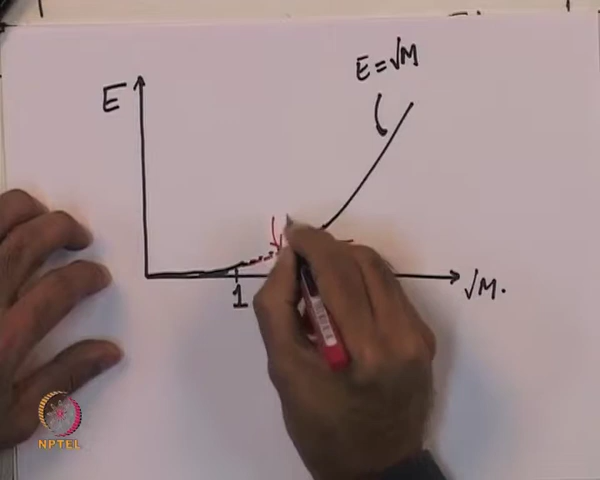 E = √M
E
1
√M.
NPTEL